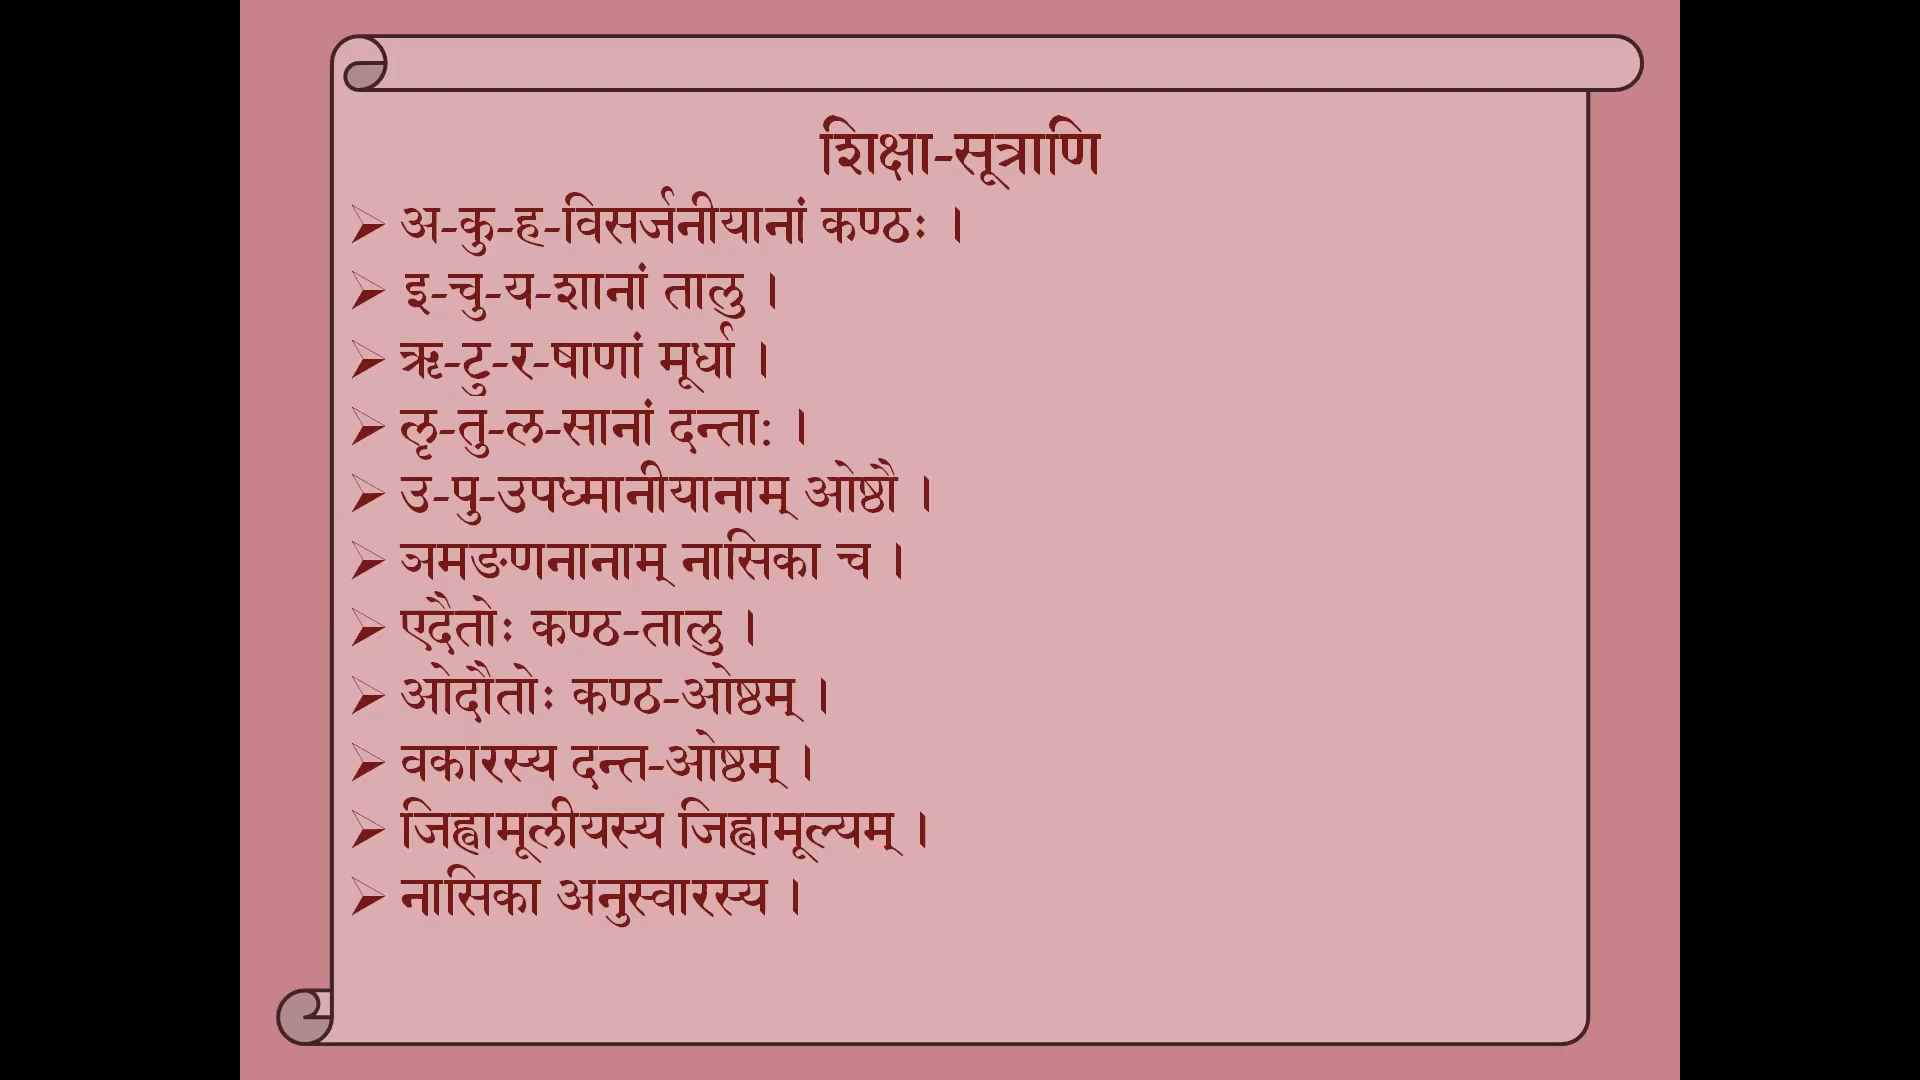 शिक्षा-सूत्राणि
अ-कु-ह-विसर्जनीयानां कण्ठः ।
इ-चु-य-शानां तालु ।
ऋ-टु-र-षाणां मूर्धा ।
लृ-तु-ल-सानां दन्ता: ।
उ-पु-उपध्मानीयानाम् ओष्ठौ ।
ञमङणनानाम् नासिका च ।
एदैतोः कण्ठ-तालु ।
ओदौतोः कण्ठ-ओष्ठम् ।
वकारस्य दन्त-ओष्ठम् ।
जिह्वामूलीयस्य जिह्वामूल्यम् ।
नासिका अनुस्वारस्य ।